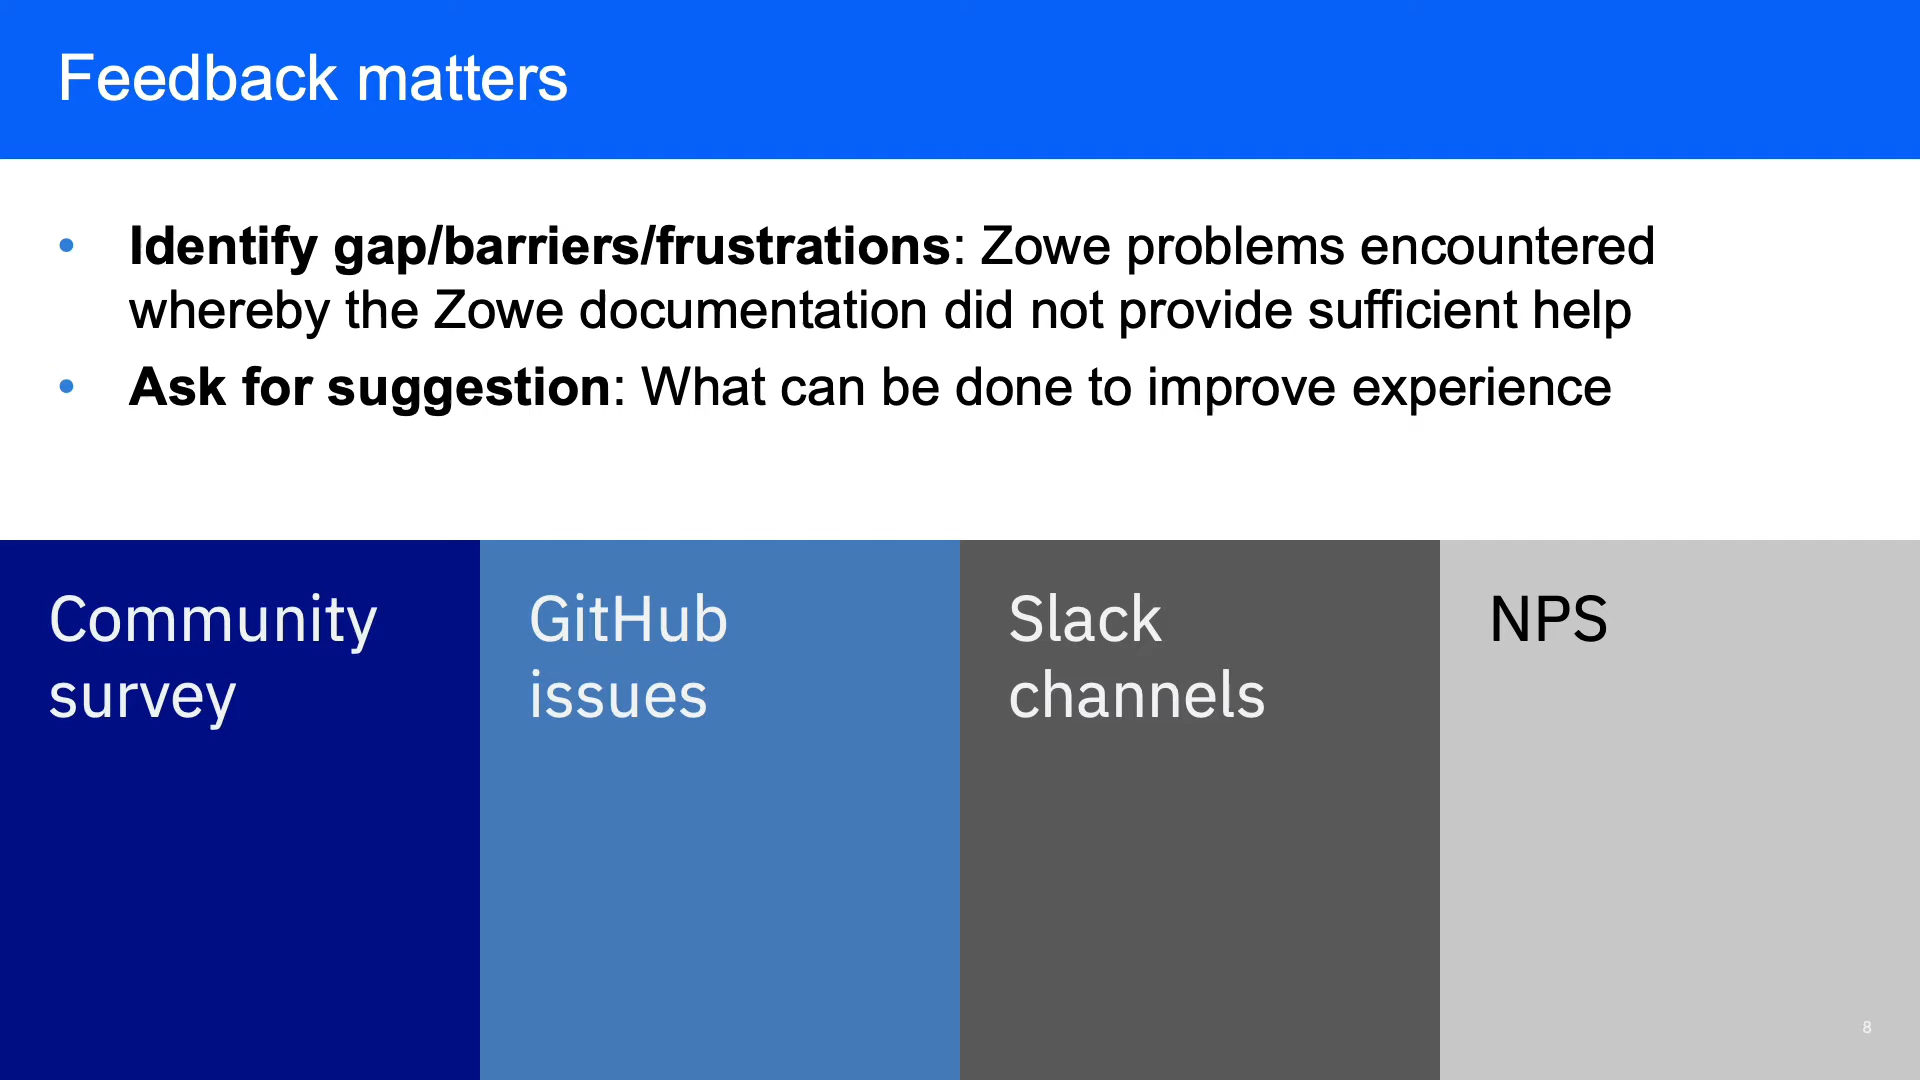 Feedback matters
• Identify gap/barriers/frustrations: Zowe problems encountered
whereby the Zowe documentation did not provide sufficient help
• Ask for suggestion: What can be done to improve experience
Community
survey
GitHub
issues
Slack
channels
NPS
8